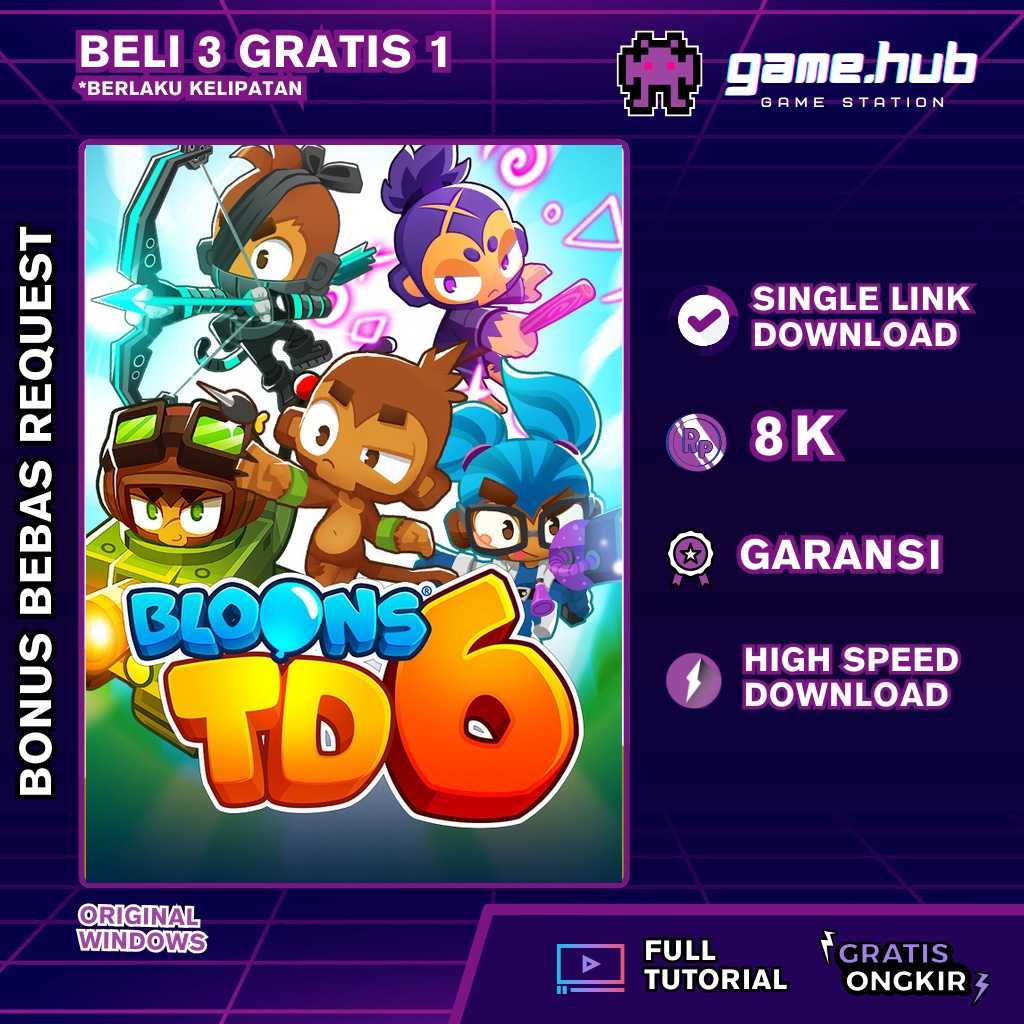 BELI 3 GRATIS 1
*BERLAKU KELIPATAN
game.hub
GAME STATION
BONUS BEBAS REQUEST
BLOONS®
TD6
SINGLE LINK
DOWNLOAD
Rp
8K
GARANSI
HIGH SPEED
DOWNLOAD
ORIGINAL
WINDOWS
FULL
TUTORIAL
GRATIS
ONGKIR